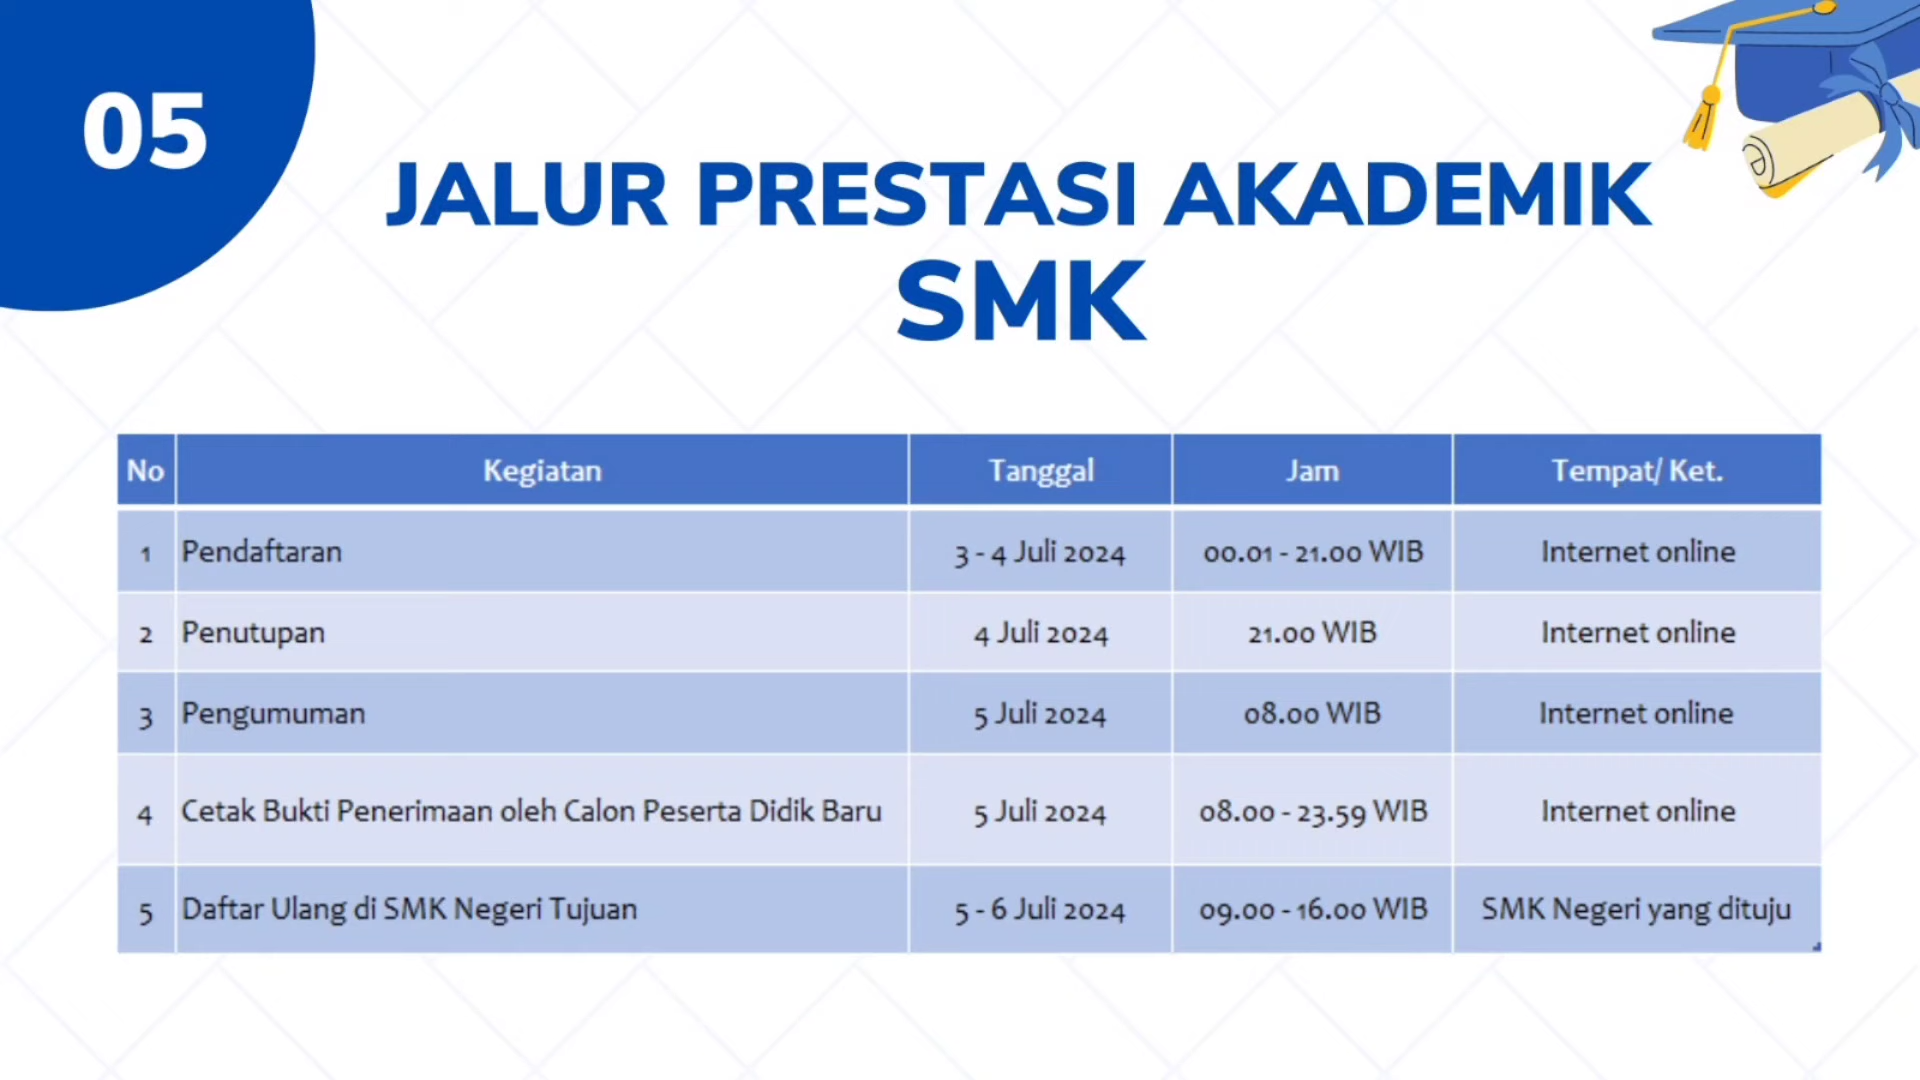 05
JALUR PRESTASI AKADEMIK
SMK
No Kegiatan Tanggal Jam Tempat/ Ket.
1 Pendaftaran 3 - 4 Juli 2024 00.01 - 21.00 WIB Internet online
2 Penutupan 4 Juli 2024 21.00 WIB Internet online
3 Pengumuman 5 Juli 2024 08.00 WIB Internet online
4 Cetak Bukti Penerimaan oleh Calon Peserta Didik Baru 5 Juli 2024 08.00 - 23.59 WIB Internet online
5 Daftar Ulang di SMK Negeri Tujuan 5 - 6 Juli 2024 09.00 - 16.00 WIB SMK Negeri yang dituju